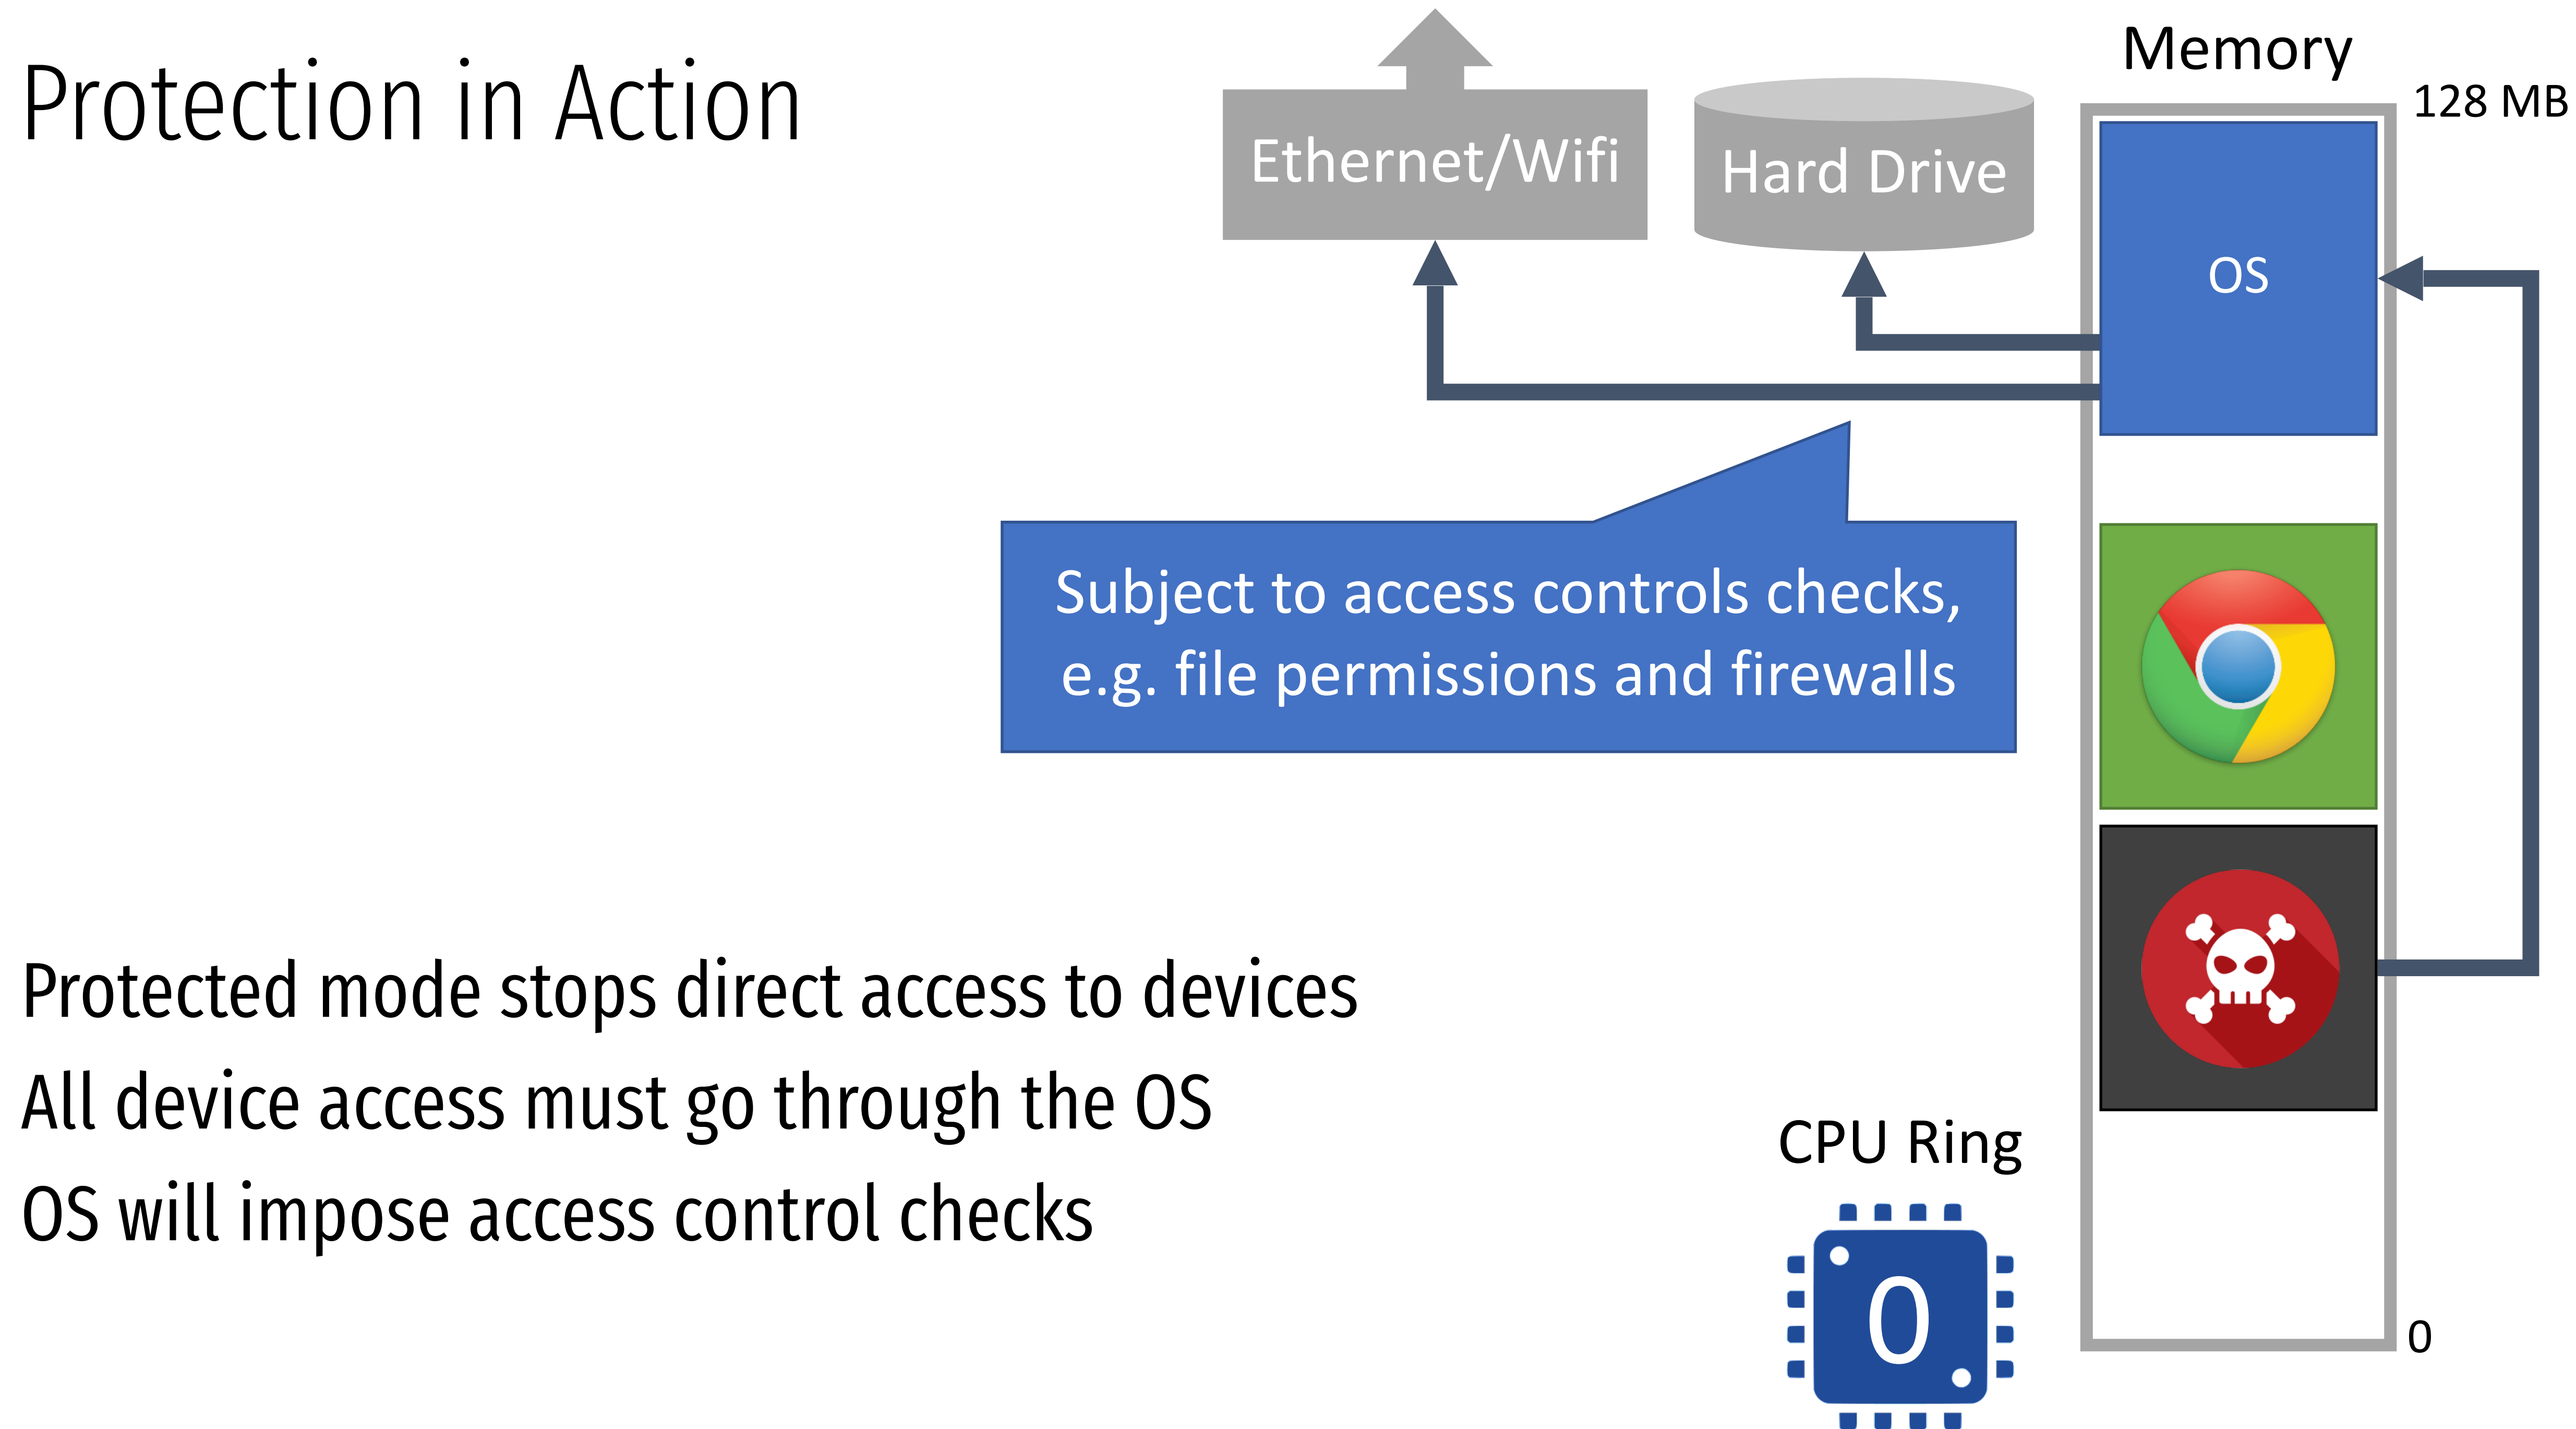 Protection in Action
Ethernet/Wifi
Hard Drive
Memory
128 MB
OS
Subject to access controls checks,
e.g. file permissions and firewalls
Protected mode stops direct access to devices
All device access must go through the OS
OS will impose access control checks
CPU Ring
0
0